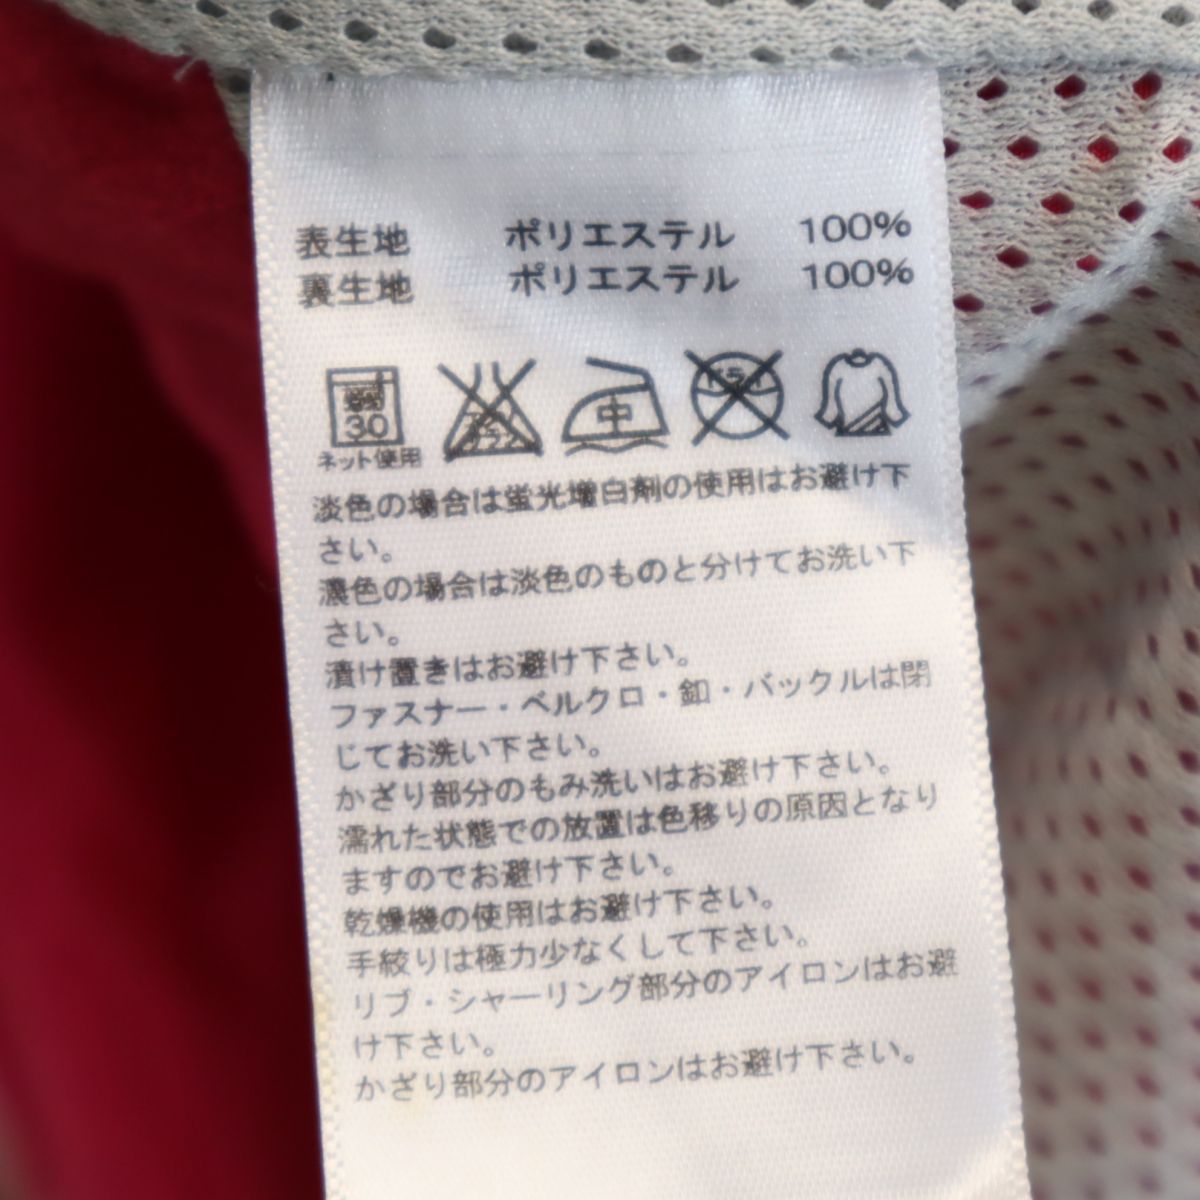 表生地 ポリエステル 100%
裏生地 ポリエステル 100%
30 中 ドライ
ネット使用
淡色の場合は蛍光増白剤の使用はお避け下
さい。
濃色の場合は淡色のものと分けてお洗い下
さい。
漬け置きはお避け下さい。
ファスナー・ベルクロ・釦・バックルは閉
じてお洗い下さい。
かざり部分のもみ洗いはお避け下さい。
濡れた状態での放置は色移りの原因となり
ますのでお避け下さい。
乾燥機の使用はお避け下さい。
手絞りは極力少なくして下さい。
リブ・シャーリング部分のアイロンはお避
け下さい。
かざり部分のアイロンはお避け下さい。